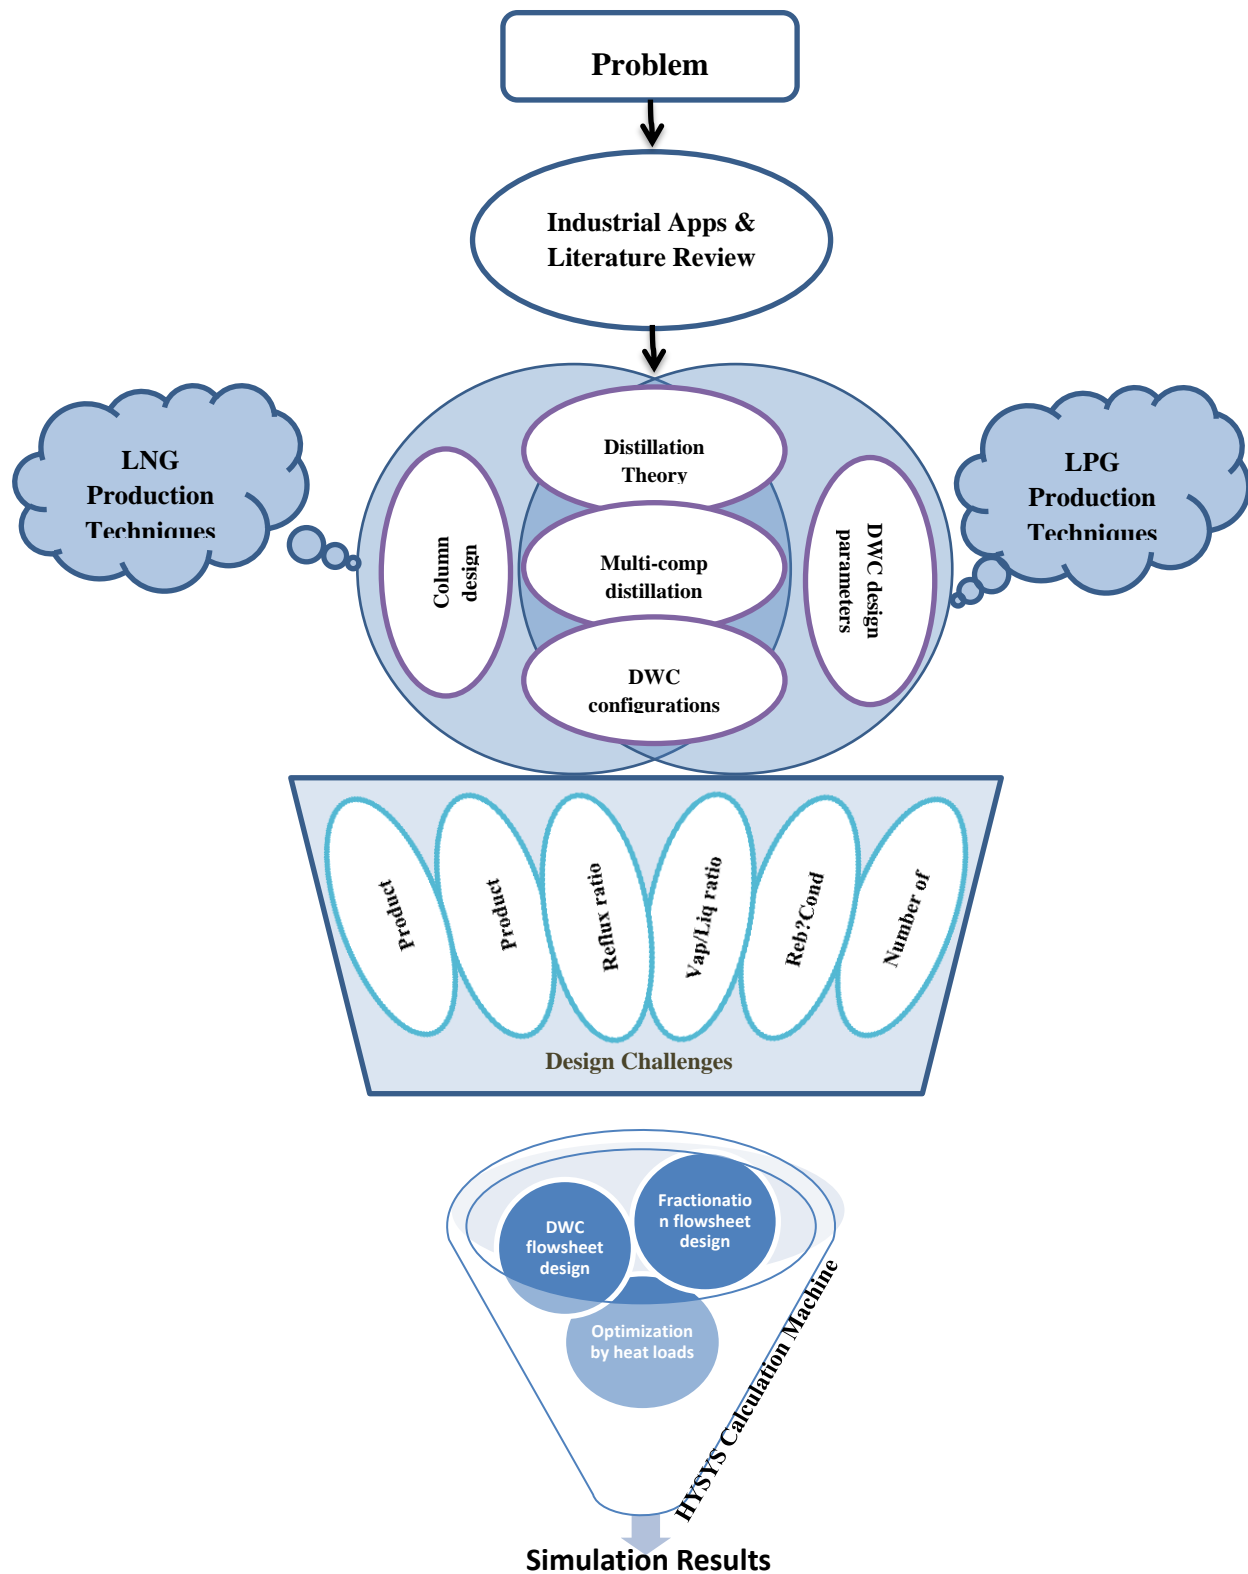 Problem
Industrial Apps &
Literature Review
LNG
Production
Techniques
LPG
Production
Techniques
Distillation
Theory
Column
design
Multi-comp
distillation
DWC design
parameters
DWC
configurations
Product
Product
Reflux ratio
Vap/Liq ratio
Reb?Cond
Number of
Design Challenges
Fractionatio
n flowsheet
design
DWC
flowsheet
design
Optimization
by heat loads
HYSYS Calculation Machine
Simulation Results